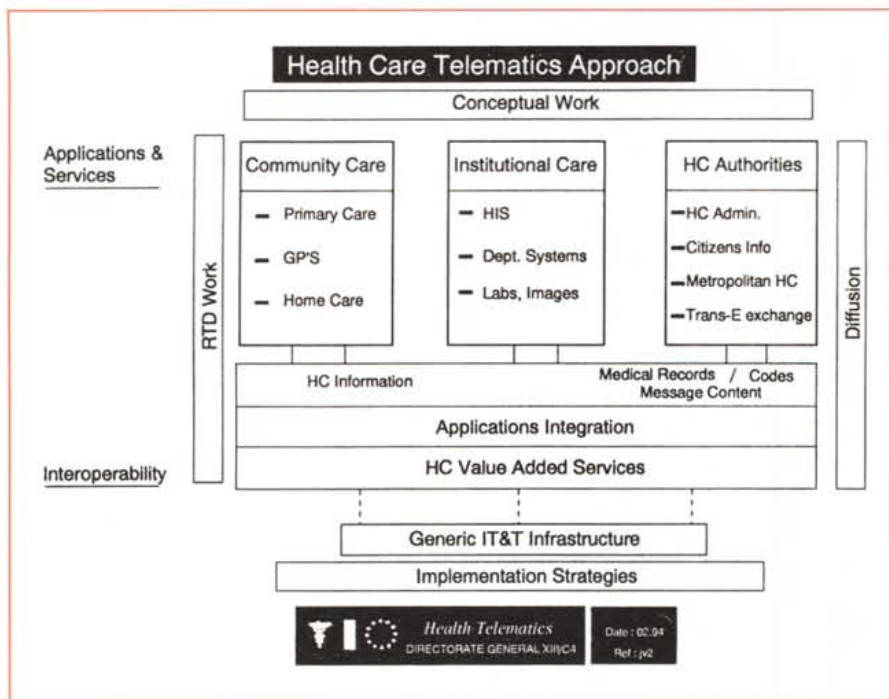 Health Care Telematics Approach
Conceptual Work
Applications &
Services
RTD Work
Community Care
Primary Care
GP'S
Home Care
Institutional Care
HIS
Dept. Systems
Labs, Images
HC Authorities
HC Admin.
Citizens Info
Metropolitan HC
Trans-E exchange
Diffusion
HC Information
Medical Records / Codes
Message Content
Applications Integration
Interoperability
HC Value Added Services
Generic IT&T Infrastructure
Implementation Strategies
Health Telematics
DIRECTORATE GENERAL XIII/C4
Date : 02.94
Ref : jv2